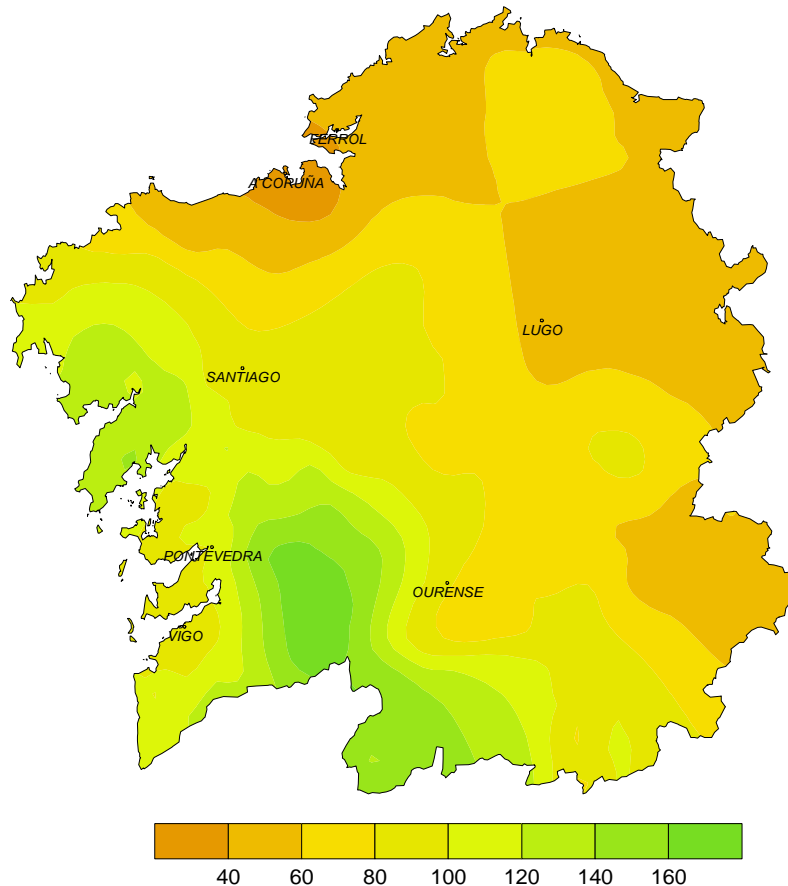 FERROL
A CORUÑA
LUGO
SANTIAGO
PONTEVEDRA
OURENSE
VIGO
40 60 80 100 120 140 160